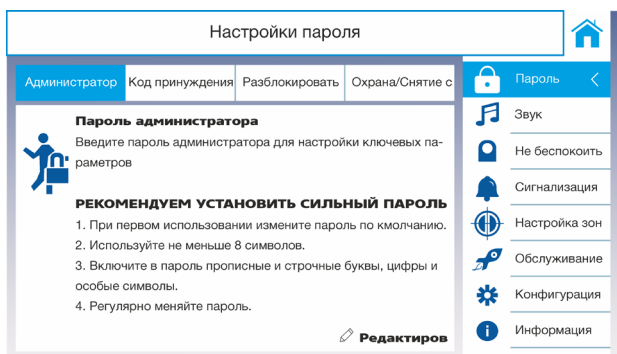 Настройки пароля
Администратор Код принуждения Разблокировать Охрана/Снятие с
Пароль администратора
Введите пароль администратора для настройки ключевых па-
раметров
РЕКОМЕНДУЕМ УСТАНОВИТЬ СИЛЬНЫЙ ПАРОЛЬ
1. При первом использовании измените пароль по кмолчанию.
2. Используйте не меньше 8 символов.
3. Включите в пароль прописные и строчные буквы, цифры и
особые символы.
4. Регулярно меняйте пароль.
Редактиров
Пароль
Звук
Не беспокоить
Сигнализация
Настройка зон
Обслуживание
Конфигурация
Информация